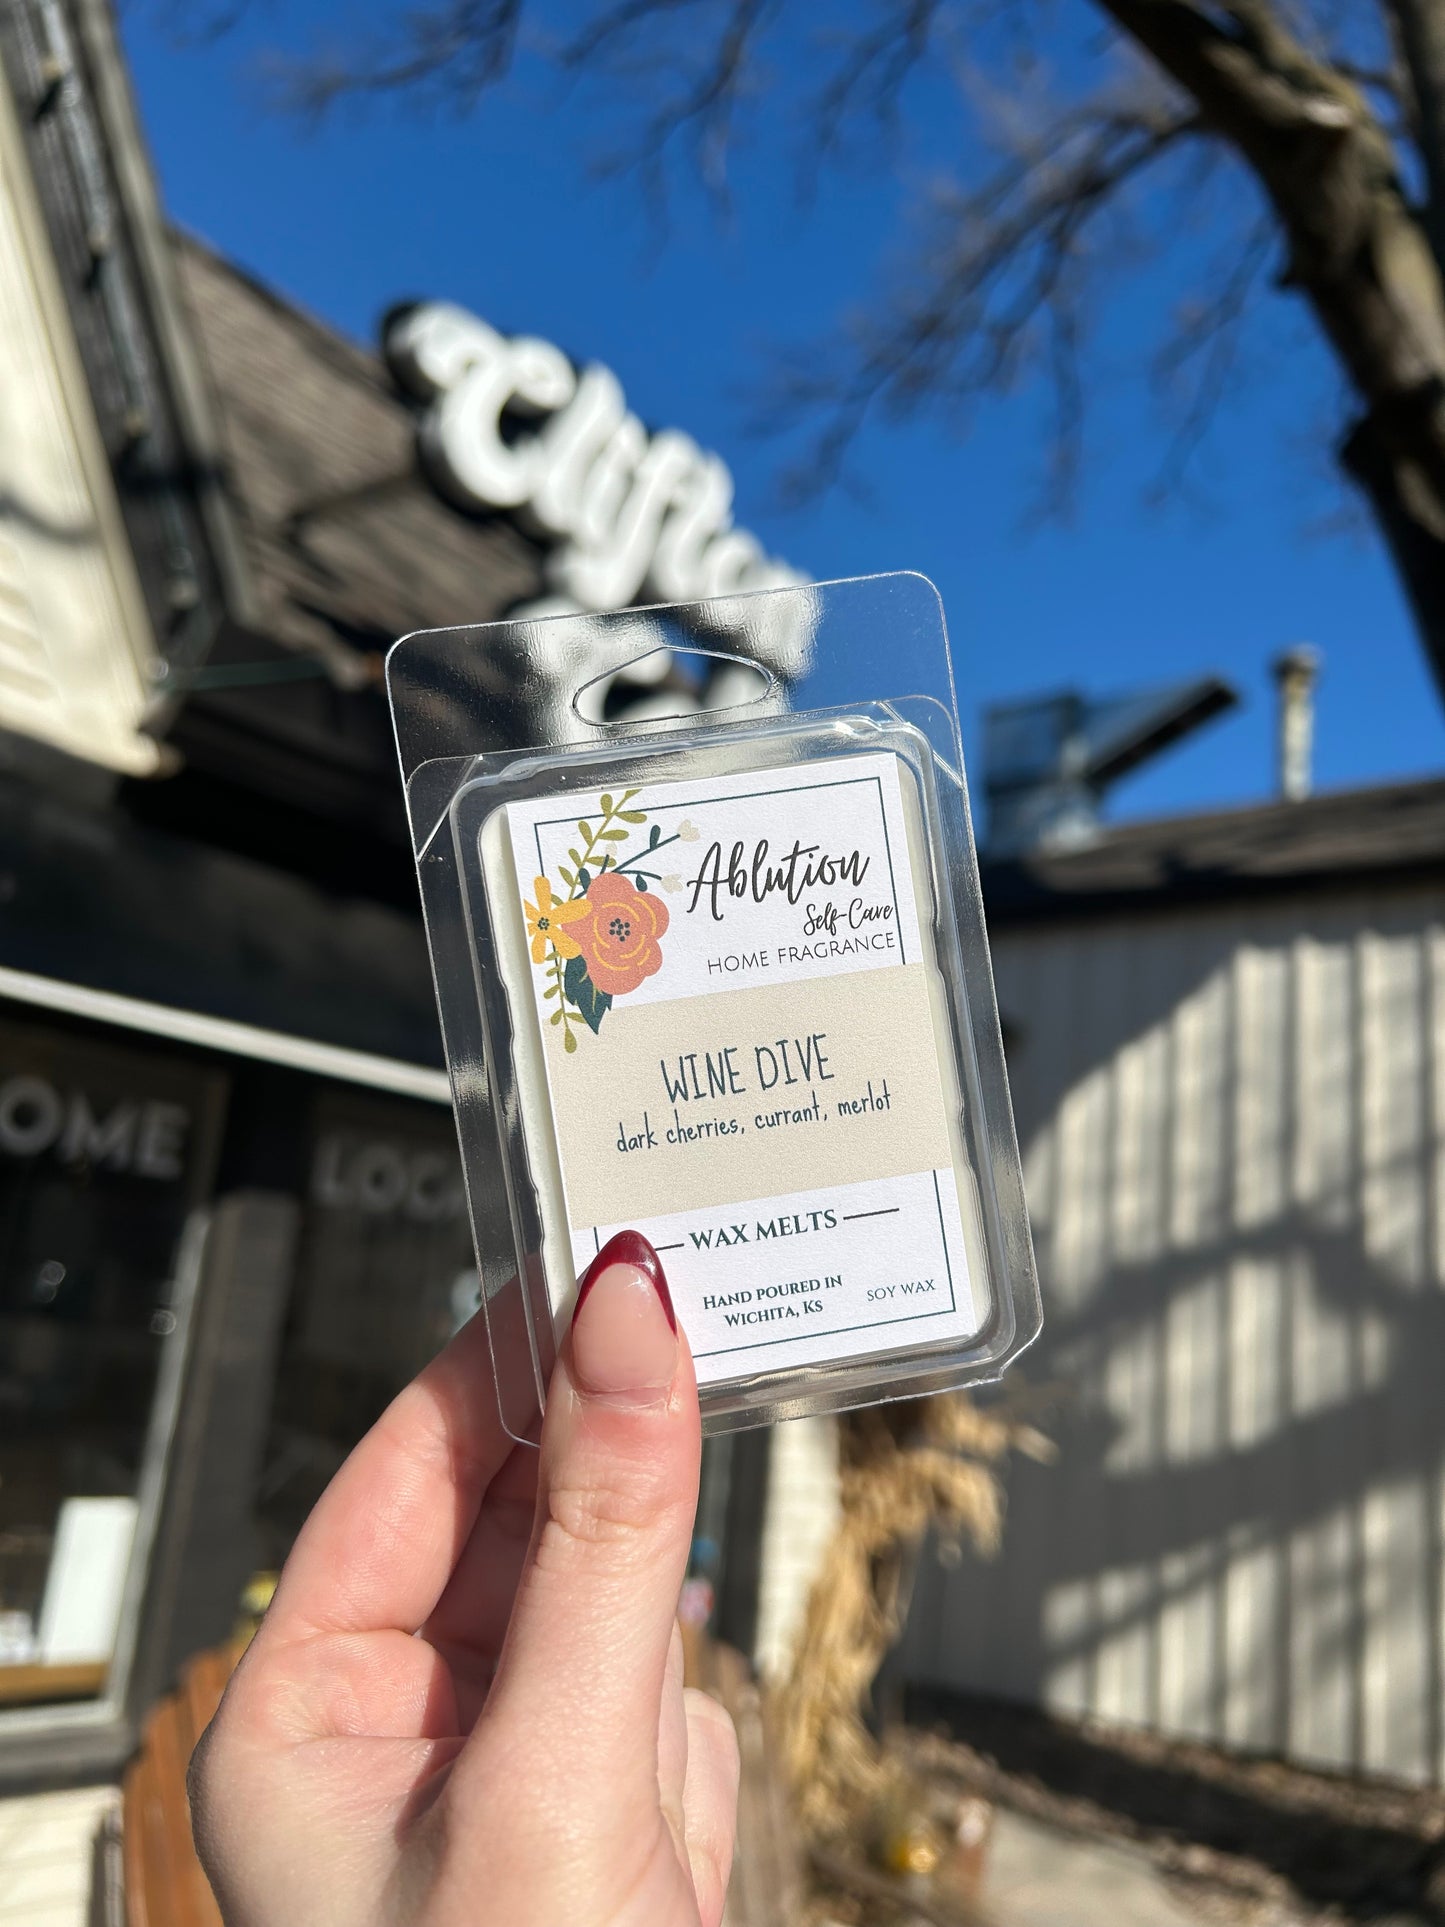 Ablution
Self-Care
HOME FRAGRANCE
WINE DIVE
dark cherries, currant, merlot
WAX MELTS
HAND POURED IN
WICHITA, KS
SOY WAX
OME